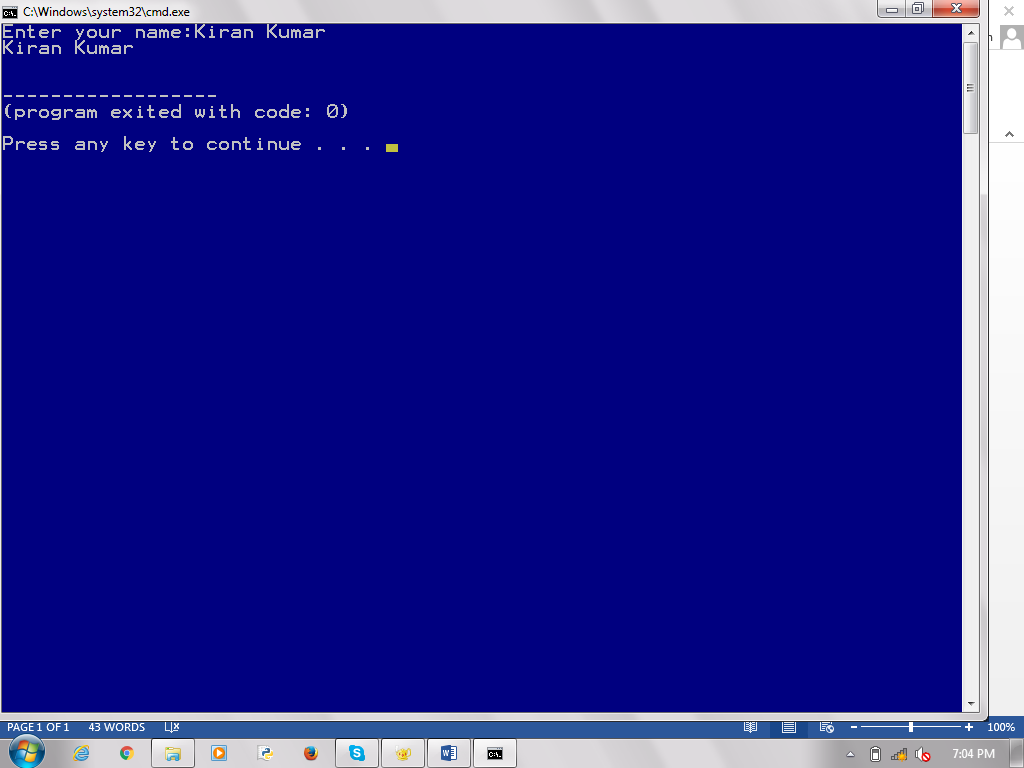 C:\Windows\system32\cmd.exe
Enter your name:Kiran Kumar
Kiran Kumar
------------------
(program exited with code: 0)
Press any key to continue . . .
PAGE 1 OF 1 43 WORDS 100%
7:04 PM